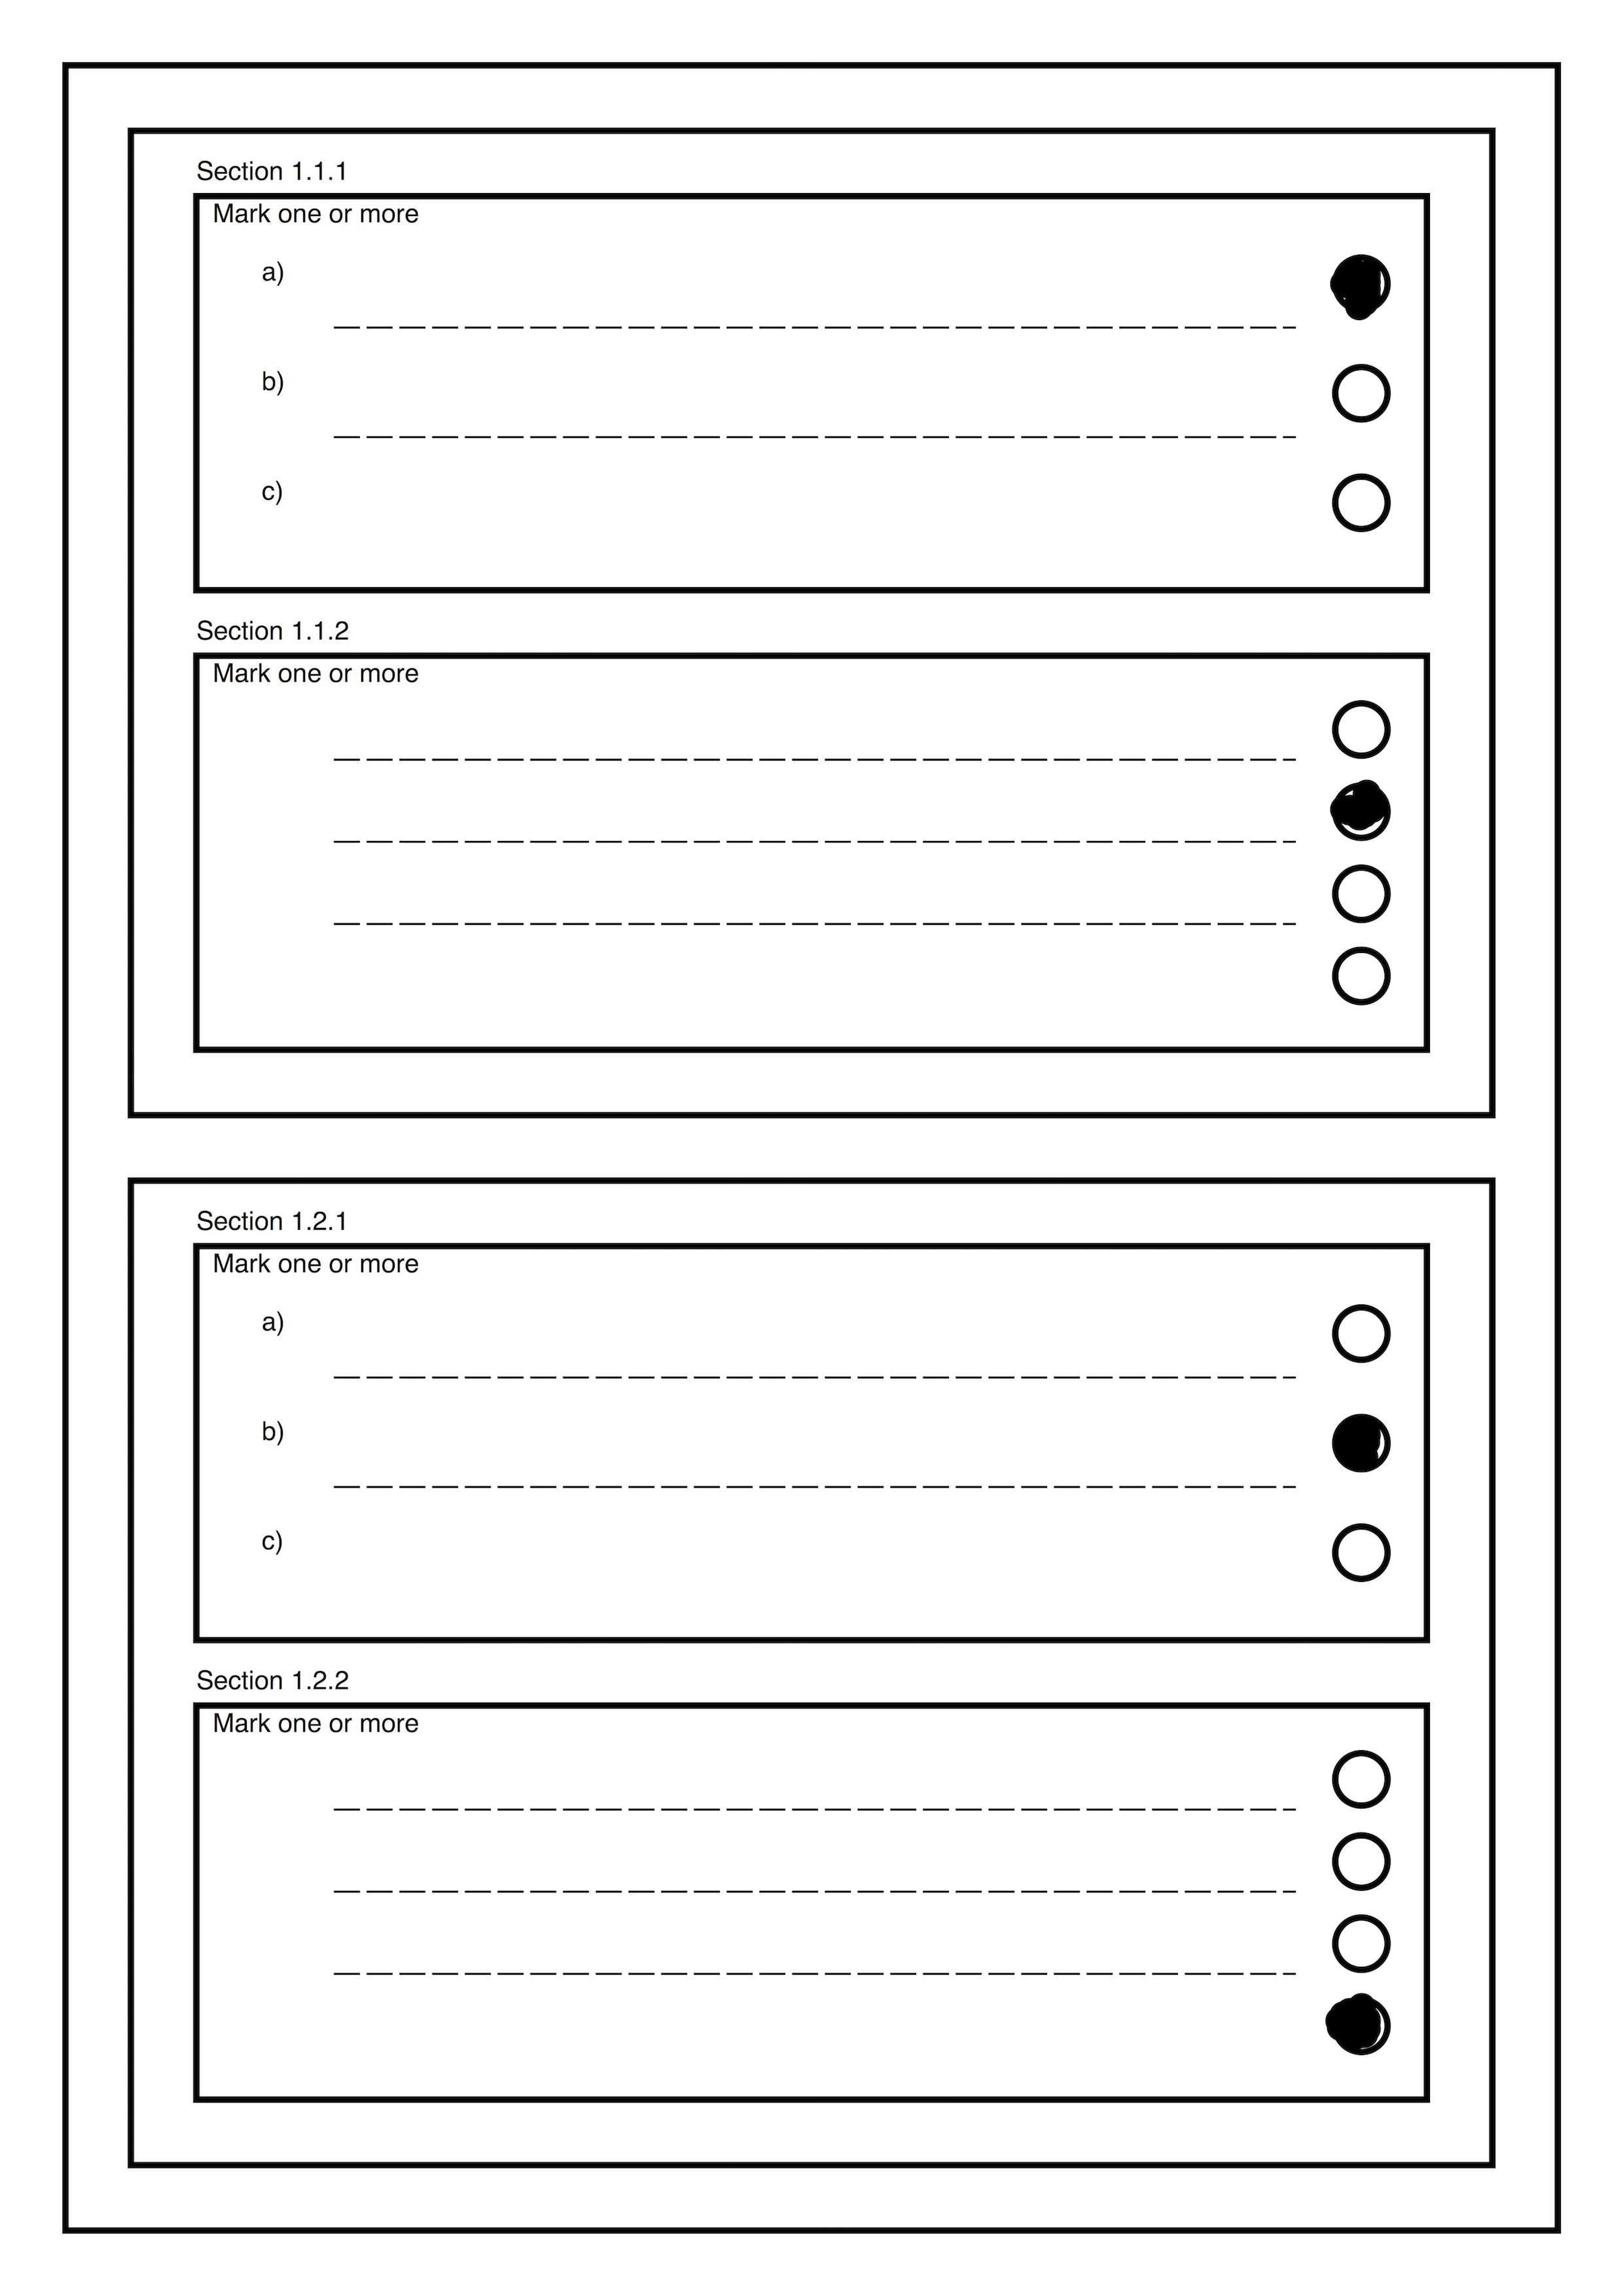 Section 1.1.1
Mark one or more
a)
b)
c)
Section 1.1.2
Mark one or more
Section 1.2.1
Mark one or more
a)
b)
c)
Section 1.2.2
Mark one or more